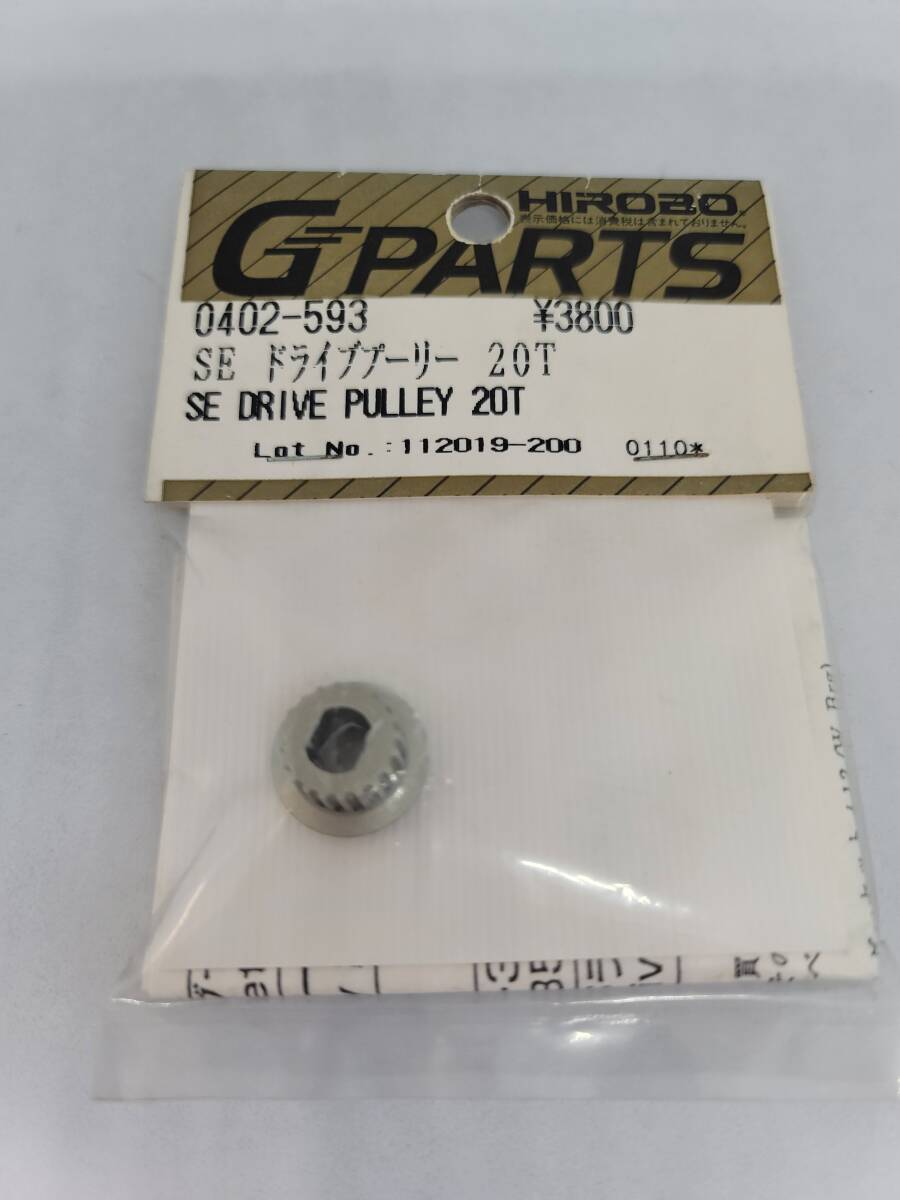 HIROBO
表示価格には消費税は含まれておりません。
G PARTS
0402-593 ¥3800
SE ドライブプーリー 20T
SE DRIVE PULLEY 20T
Lot No.:112019-200 0110*